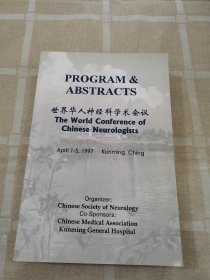 PROGRAM &
ABSTRACTS
世界华人神经科学术会议
The World Conference of
Chinese Neurologists
April 1-5, 1997 Kunming, China
Organizer:
Chinese Society of Neurology
Co-Sponsors:
Chinese Medical Association
Kunming General Hospital